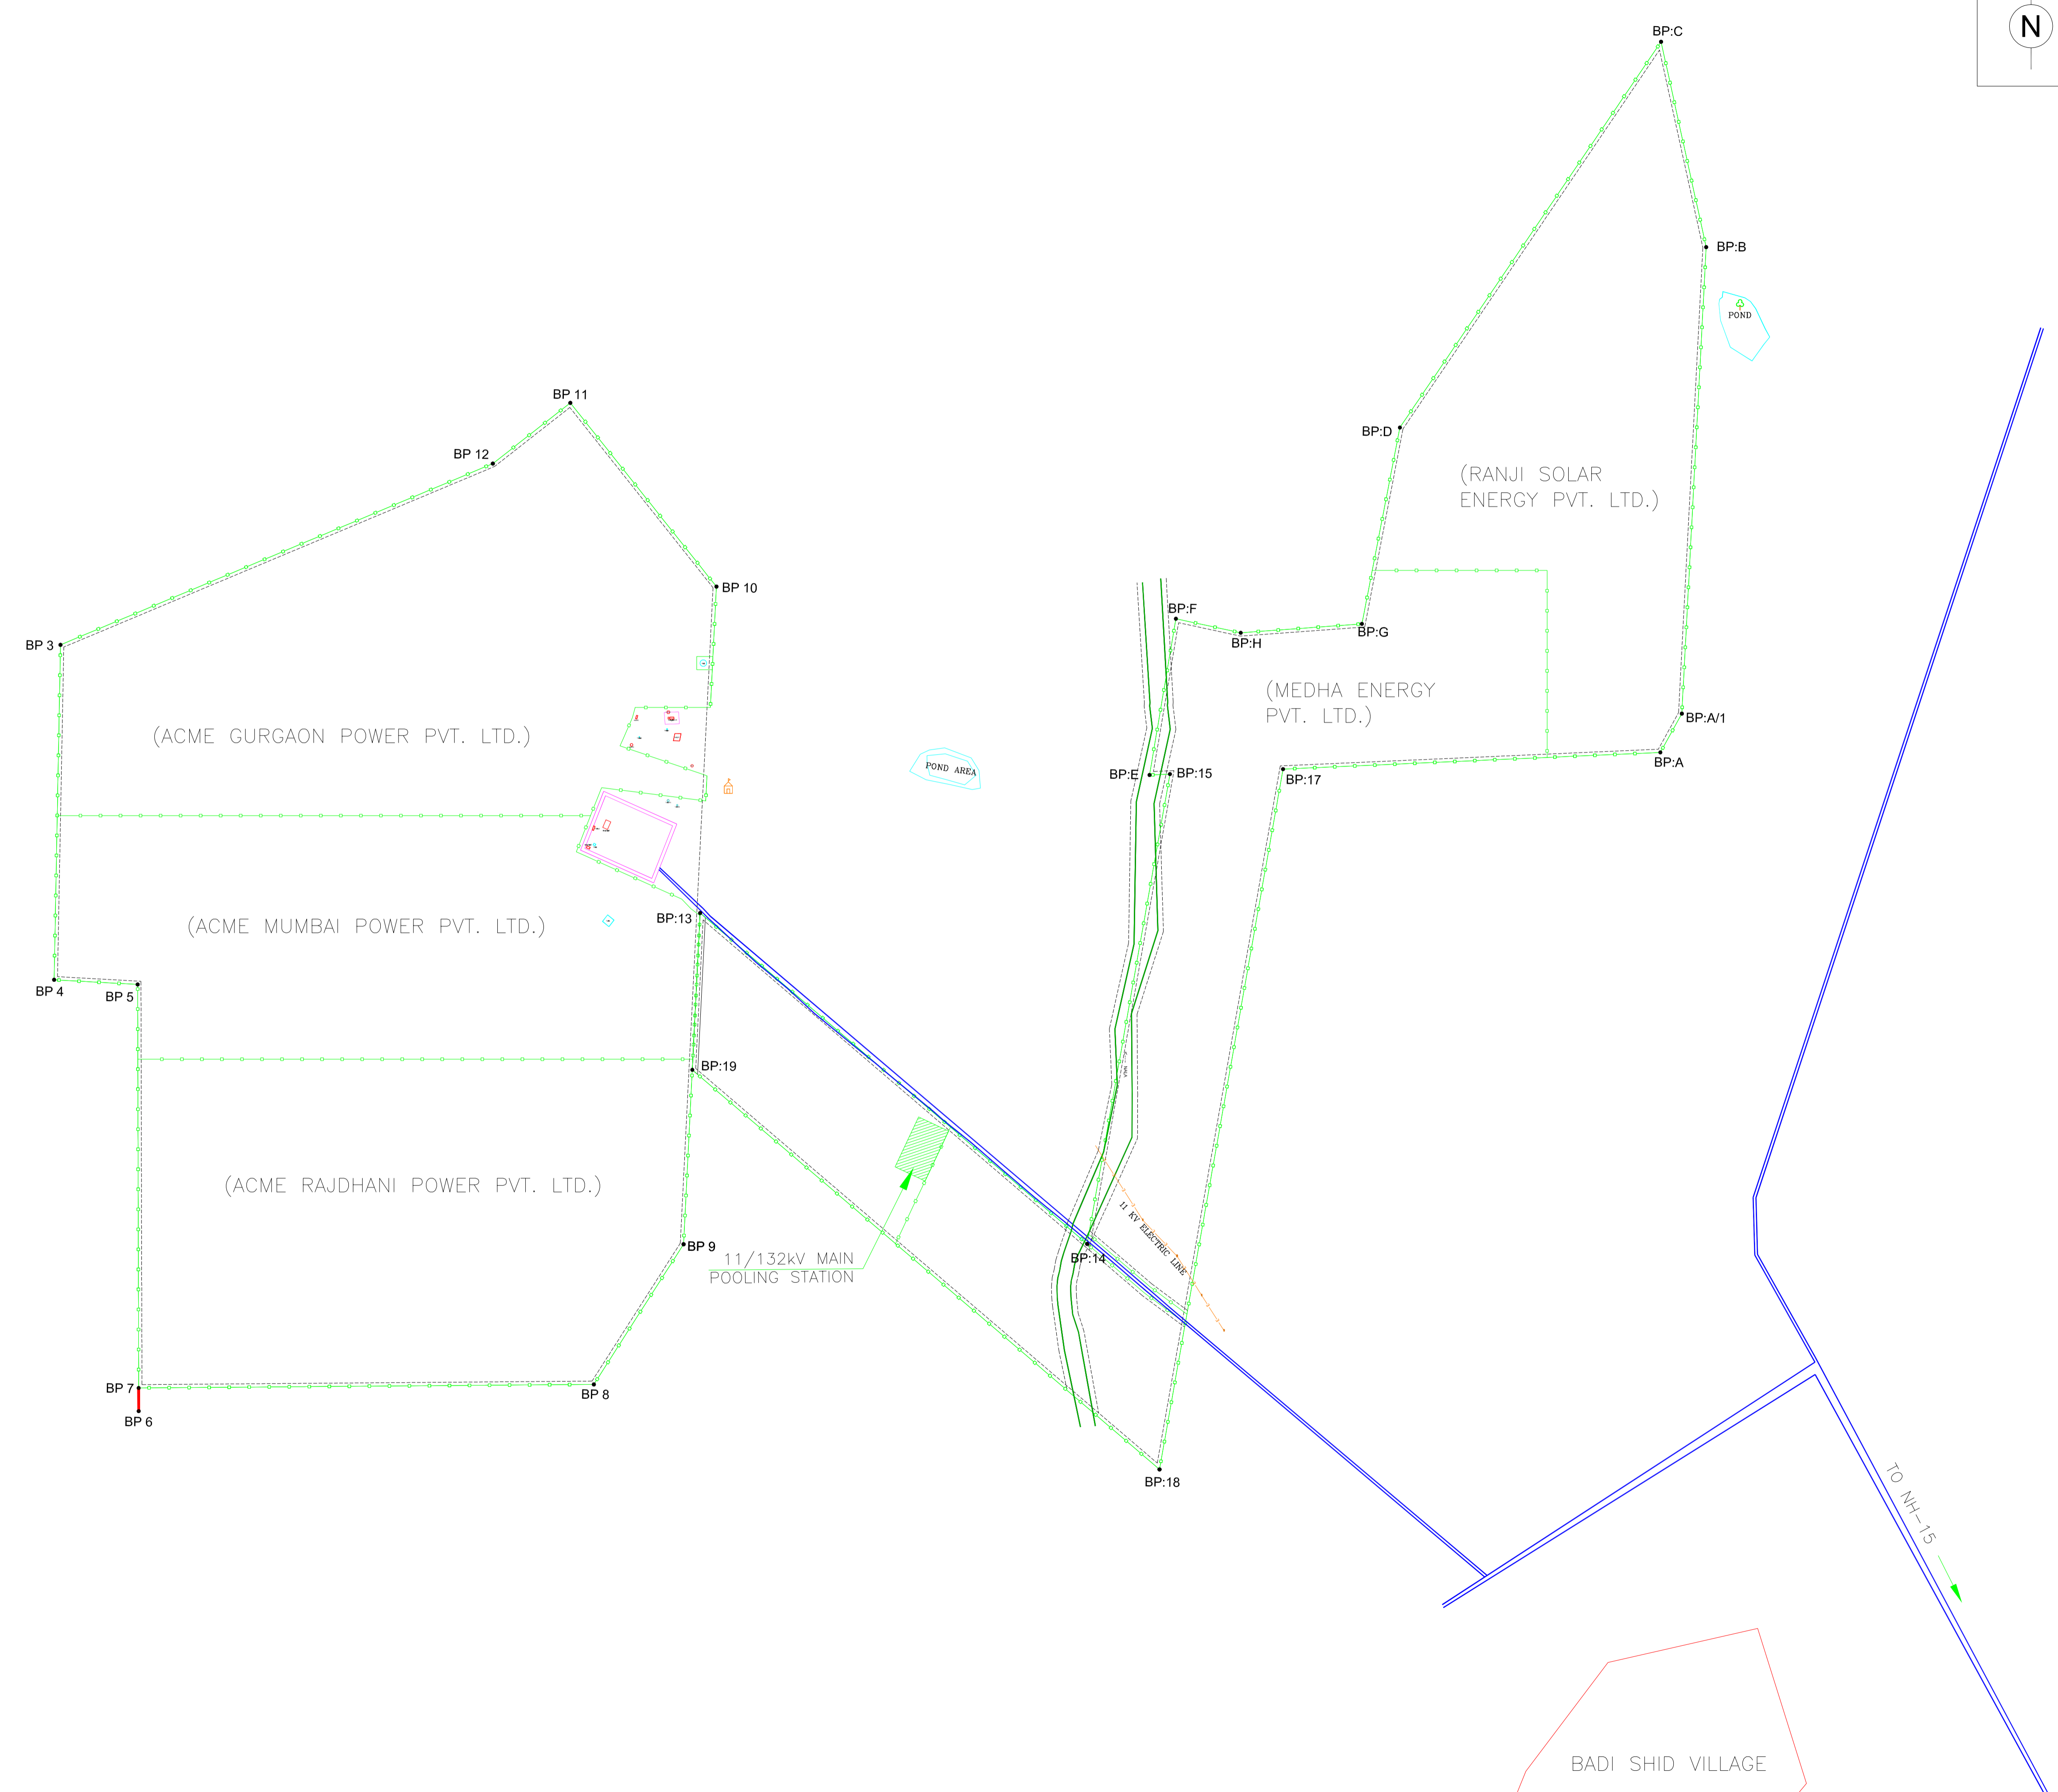 N
BP:C
BP:B
POND
BP 11
BP:D
BP 12
(RANJI SOLAR
ENERGY PVT. LTD.)
BP 10
BP:F
BP:G
BP:H
BP 3
(MEDHA ENERGY
PVT. LTD.)
BP:A/1
(ACME GURGAON POWER PVT. LTD.)
BP:A
POND AREA
BP:E
BP:15
BP:17
BP:13
(ACME MUMBAI POWER PVT. LTD.)
BP 4
BP 5
BP:19
NALA
(ACME RAJDHANI POWER PVT. LTD.)
11 KV ELECTRIC LINE
BP 9
BP:14
11/132kV MAIN
POOLING STATION
BP 7
BP 8
BP 6
BP:18
TO NH-15
BADI SHID VILLAGE